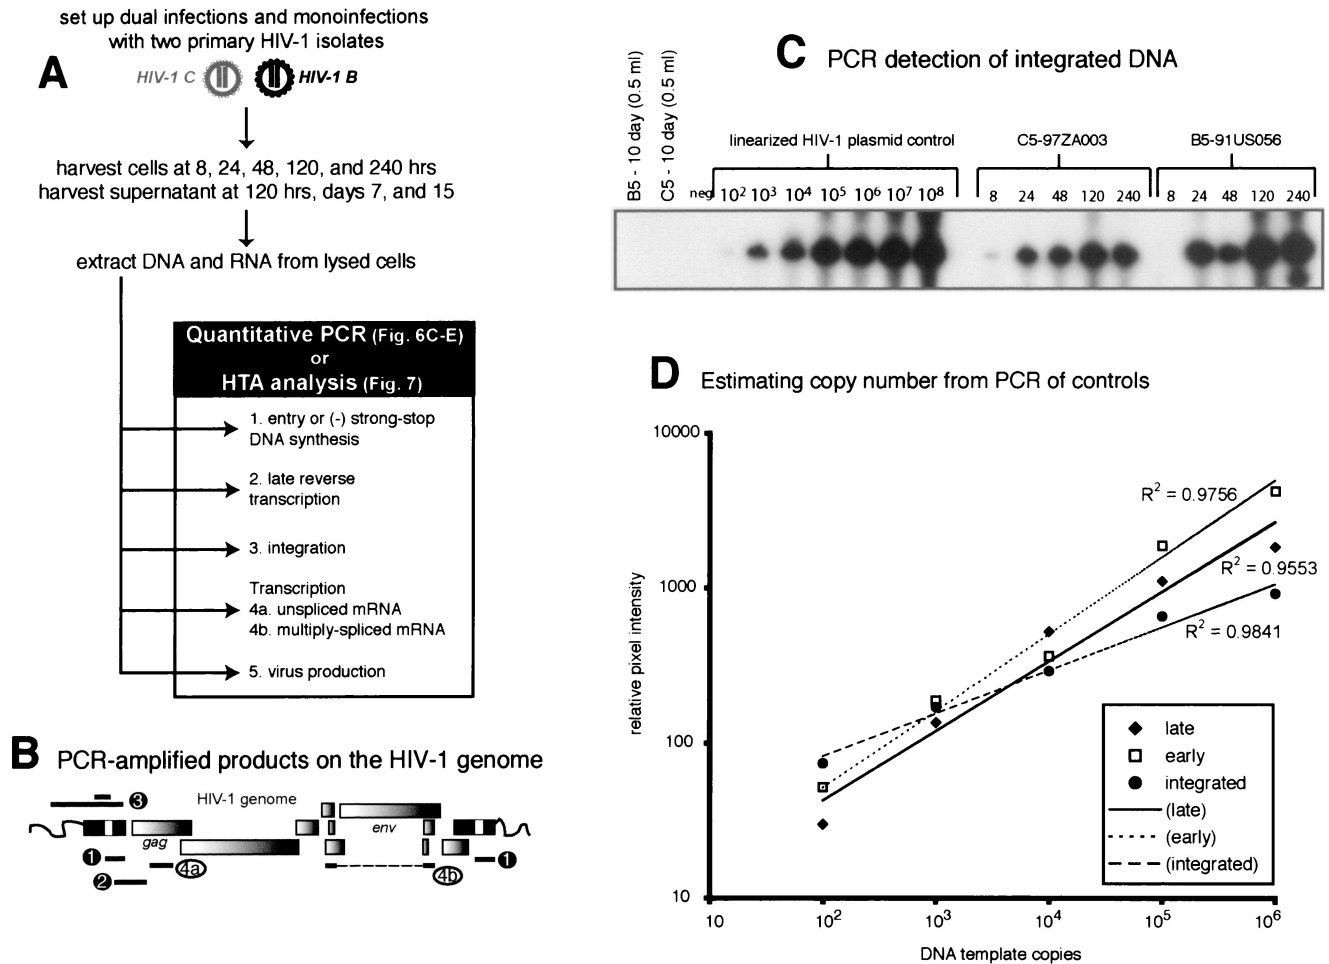 set up dual infections and monoinfections
with two primary HIV-1 isolates
A
HIV-1 C
HIV-1 B
harvest cells at 8, 24, 48, 120, and 240 hrs
harvest supernatant at 120 hrs, days 7, and 15
extract DNA and RNA from lysed cells
Quantitative PCR (Fig. 6C-E)
or
HTA analysis (Fig. 7)
1. entry or (-) strong-stop
DNA synthesis
2. late reverse
transcription
3. integration
Transcription
4a. unspliced mRNA
4b. multiply-spliced mRNA
5. virus production
B PCR-amplified products on the HIV-1 genome
3
HIV-1 genome
gag
env
1
4a
2
4b
1
C PCR detection of integrated DNA
B5 - 10 day (0.5 ml)
C5 - 10 day (0.5 ml)
linearized HIV-1 plasmid control
C5-97ZA003
B5-91US056
neg 10² 10³ 10⁴ 10⁵ 10⁶ 10⁷ 10⁸
8 24 48 120 240
8 24 48 120 240
D Estimating copy number from PCR of controls
relative pixel intensity
10000
1000
100
10
R² = 0.9756
R² = 0.9553
R² = 0.9841
late
early
integrated
(late)
(early)
(integrated)
10 10² 10³ 10⁴ 10⁵ 10⁶
DNA template copies